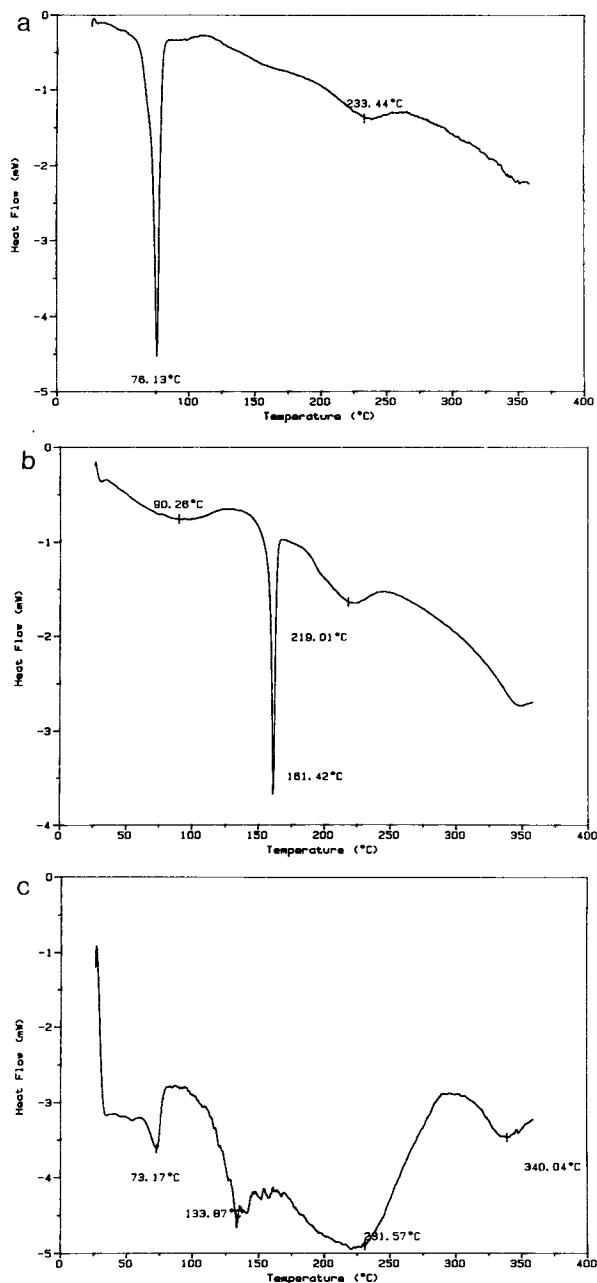 a
0
-1
-2
-3
-4
-5
Heat Flow (mW)
233.44°C
76.13°C
0 100 150 200 250 300 350 400
Temperature (°C)
b
0
-1
-2
-3
-4
Heat Flow (mW)
90.26°C
219.01°C
161.42°C
0 50 100 150 200 250 300 350 400
Temperature (°C)
c
0
-1
-2
-3
-4
-5
Heat Flow (mW)
73.17°C
133.87°
231.57°C
340.04°C
0 50 100 150 200 250 300 350 400
Temperature (°C)